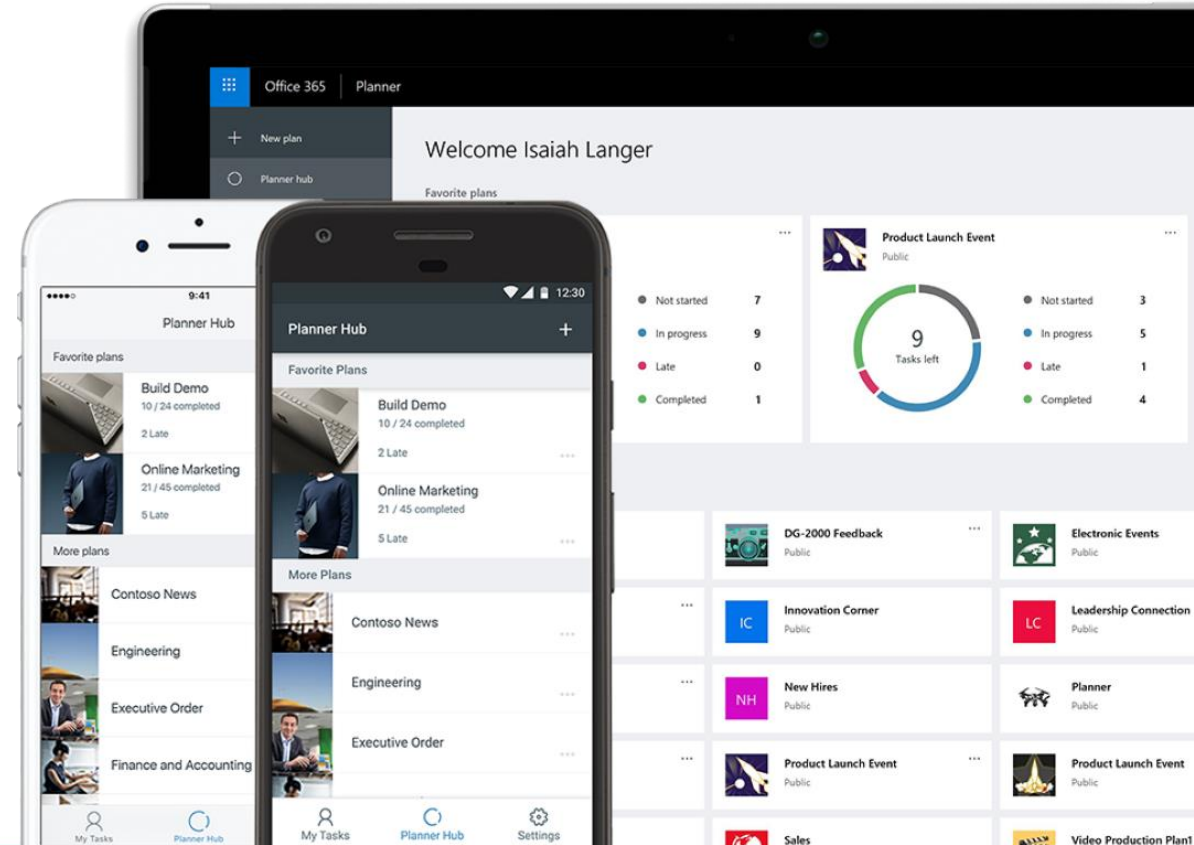 Office 365 Planner
New plan
Planner hub
Welcome Isaiah Langer
Favorite plans
Not started 7
In progress 9
Late 0
Completed 1
Product Launch Event
Public
9
Tasks left
Not started 3
In progress 5
Late 1
Completed 4
DG-2000 Feedback
Public
Electronic Events
Public
IC
Innovation Corner
Public
LC
Leadership Connection
Public
NH
New Hires
Public
Planner
Public
Product Launch Event
Public
Product Launch Event
Public
Sales
Video Production Plan1
9:41
Planner Hub
Favorite plans
Build Demo
10 / 24 completed
2 Late
Online Marketing
21 / 45 completed
5 Late
More plans
Contoso News
Engineering
Executive Order
Finance and Accounting
My Tasks
Planner Hub
12:30
Planner Hub
Favorite Plans
Build Demo
10 / 24 completed
2 Late
Online Marketing
21 / 45 completed
5 Late
More Plans
Contoso News
Engineering
Executive Order
My Tasks
Planner Hub
Settings